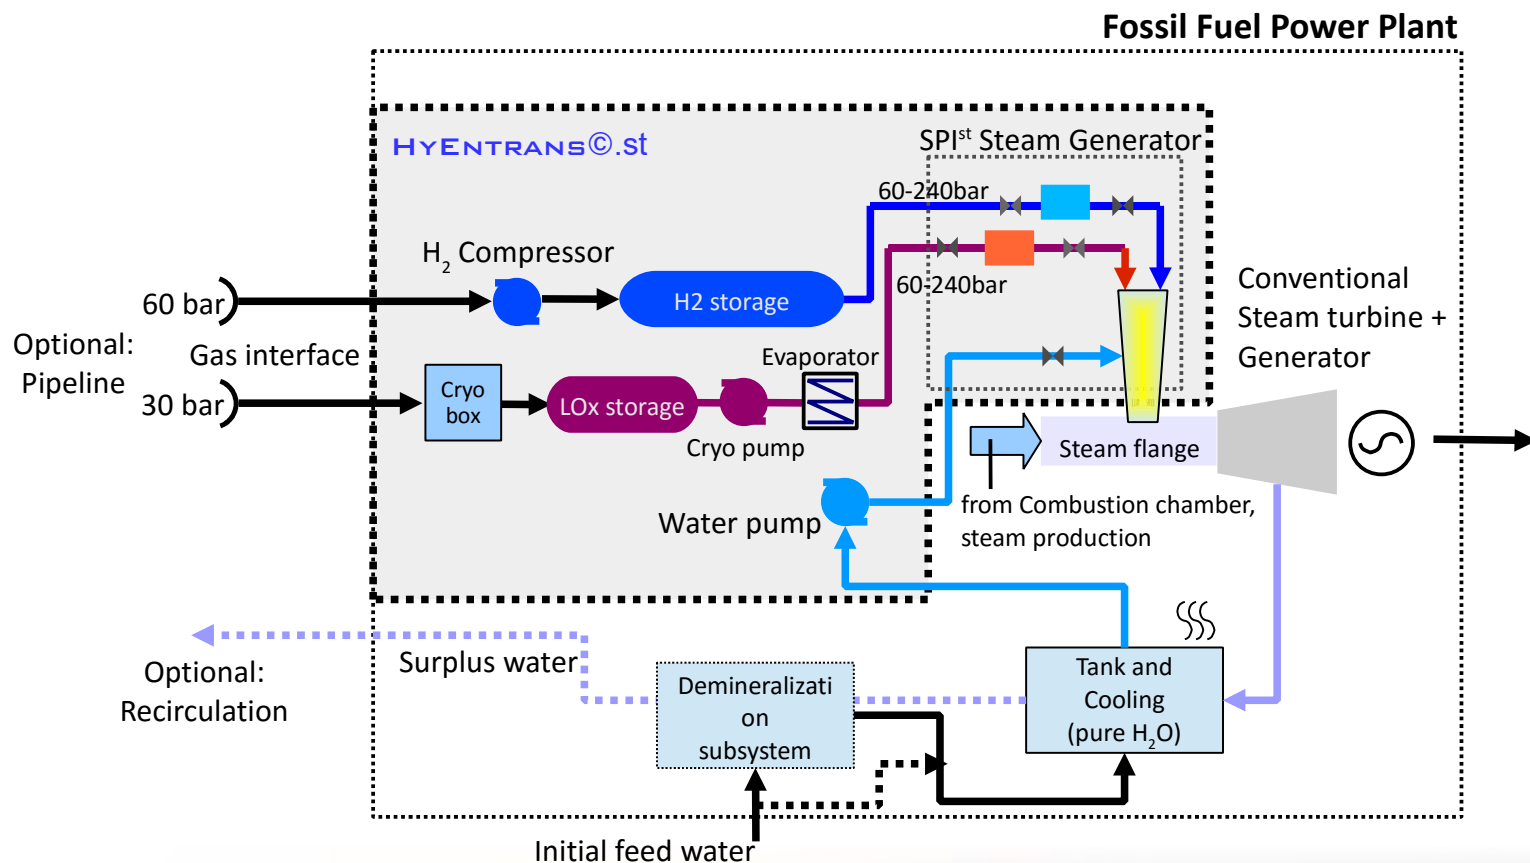 Fossil Fuel Power Plant
HYENTRANS©.st
SPIˢᵗ Steam Generator
60-240bar
H₂ Compressor
60-240bar
Conventional
Steam turbine +
Generator
60 bar
H2 storage
Optional:
Pipeline
Gas interface
Evaporator
30 bar
Cryo
box
LOx storage
Cryo pump
Steam flange
from Combustion chamber,
steam production
Water pump
Surplus water
Optional:
Recirculation
Demineralizati
on
subsystem
Tank and
Cooling
(pure H₂O)
Initial feed water